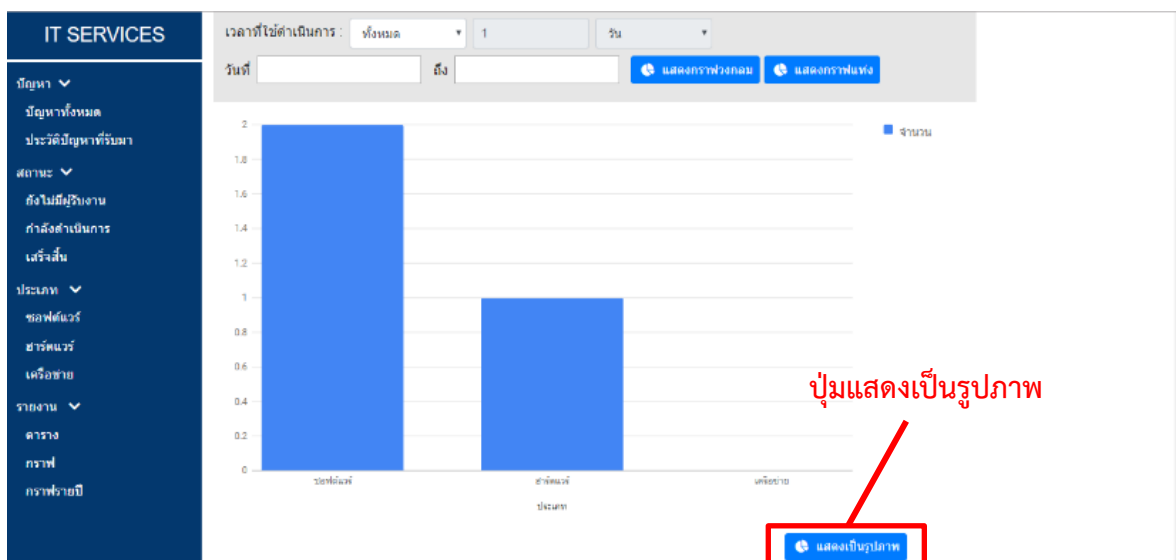 IT SERVICES
ปัญหา
ปัญหาทั้งหมด
ประวัติปัญหาที่รับมา
สถานะ
ยังไม่มีผู้รับงาน
กำลังดำเนินการ
เสร็จสิ้น
ประเภท
ซอฟต์แวร์
ฮาร์ดแวร์
เครือข่าย
รายงาน
ตาราง
กราฟ
กราฟรายปี
เวลาที่ใช้ดำเนินการ : ทั้งหมด 1 วัน
วันที่ ถึง แสดงกราฟวงกลม แสดงกราฟแท่ง
จำนวน
2
1.8
1.6
1.4
1.2
1
0.8
0.6
0.4
0.2
0
ซอฟต์แวร์ ฮาร์ดแวร์ เครือข่าย
ประเภท
ปุ่มแสดงเป็นรูปภาพ
แสดงเป็นรูปภาพ